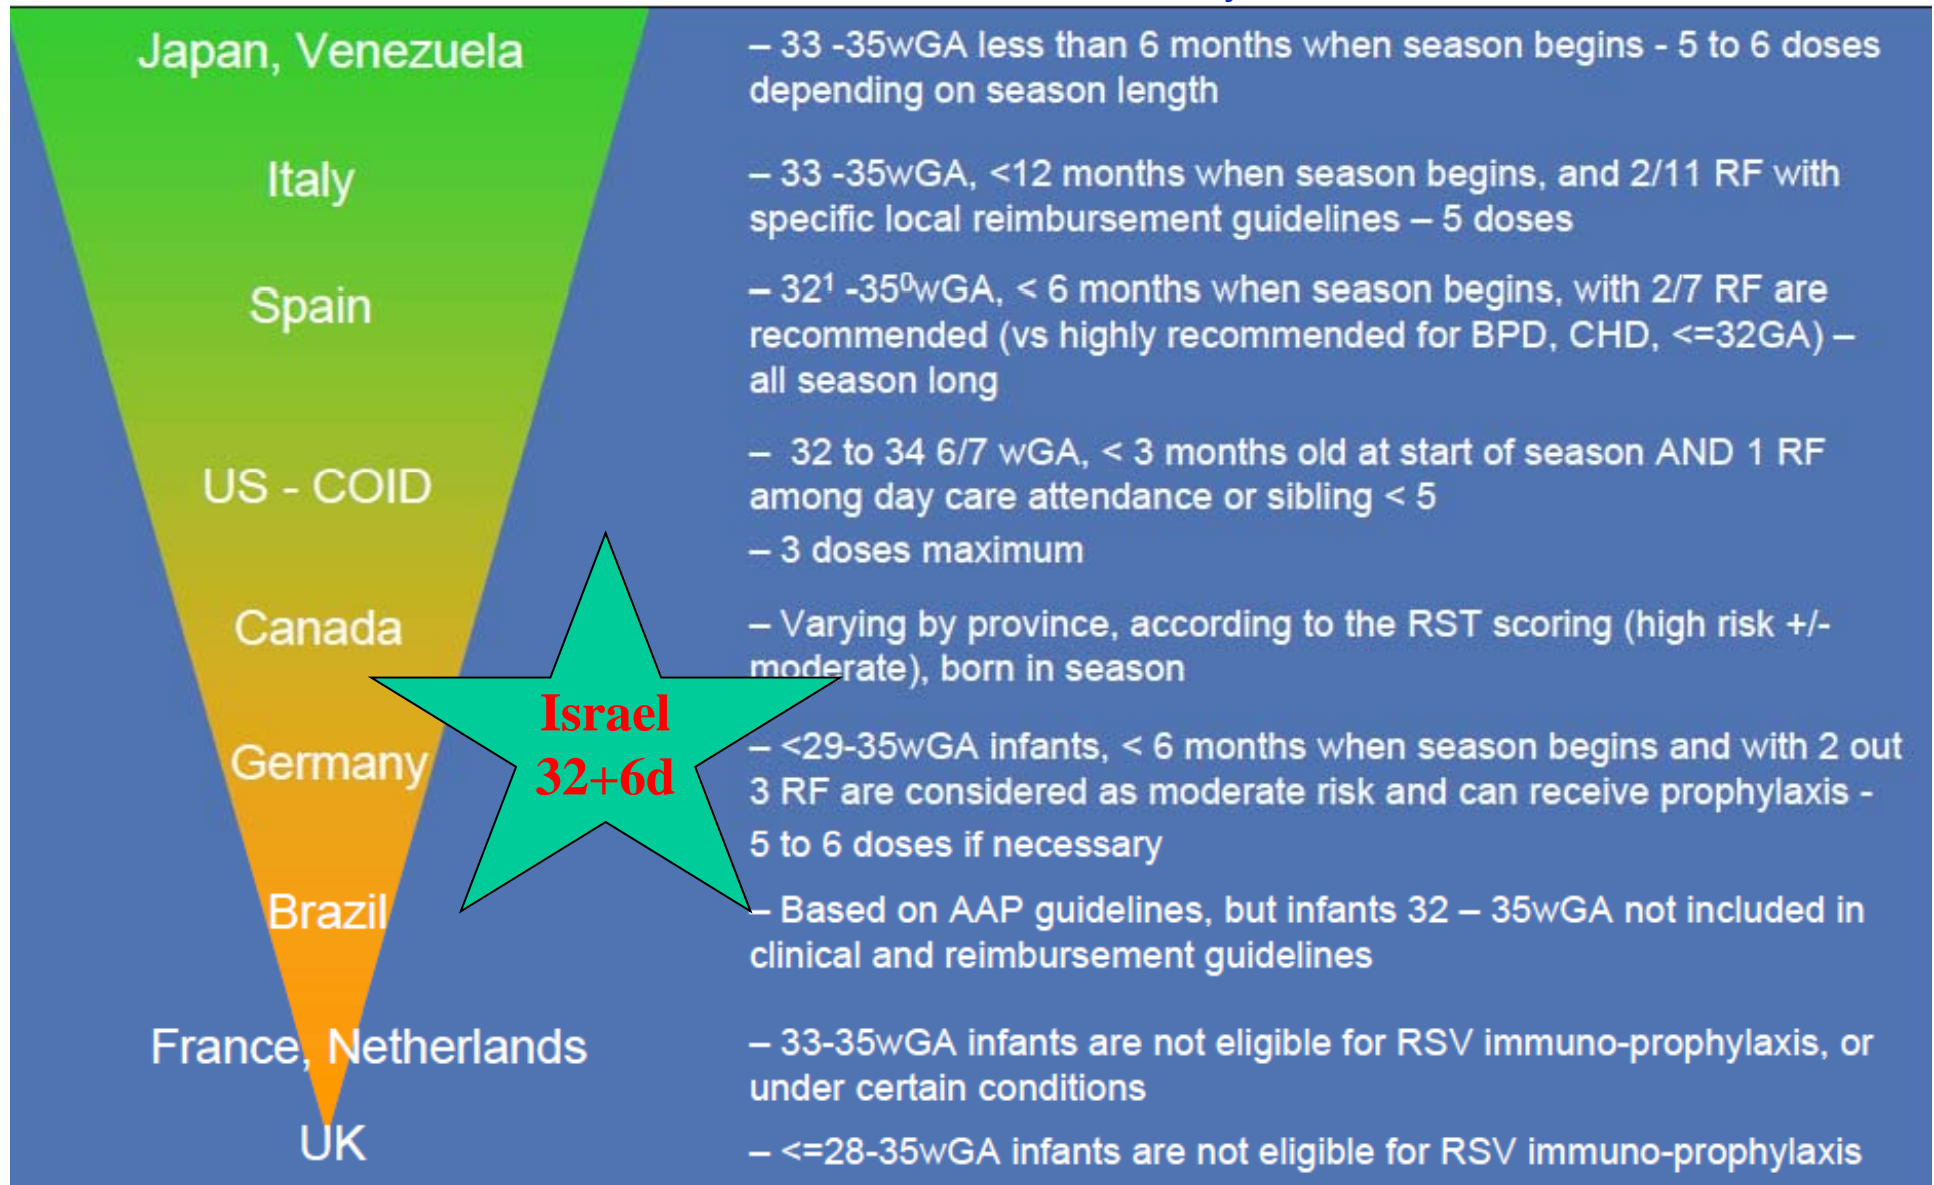 Japan, Venezuela
– 33 -35wGA less than 6 months when season begins - 5 to 6 doses
depending on season length
Italy
– 33 -35wGA, <12 months when season begins, and 2/11 RF with
specific local reimbursement guidelines – 5 doses
Spain
– 32¹ -35⁰wGA, < 6 months when season begins, with 2/7 RF are
recommended (vs highly recommended for BPD, CHD, <=32GA) –
all season long
US - COID
– 32 to 34 6/7 wGA, < 3 months old at start of season AND 1 RF
among day care attendance or sibling < 5
– 3 doses maximum
Canada
– Varying by province, according to the RST scoring (high risk +/-
moderate), born in season
Israel
32+6d
Germany
– <29-35wGA infants, < 6 months when season begins and with 2 out
3 RF are considered as moderate risk and can receive prophylaxis -
5 to 6 doses if necessary
Brazil
– Based on AAP guidelines, but infants 32 – 35wGA not included in
clinical and reimbursement guidelines
France, Netherlands
– 33-35wGA infants are not eligible for RSV immuno-prophylaxis, or
under certain conditions
UK
– <=28-35wGA infants are not eligible for RSV immuno-prophylaxis